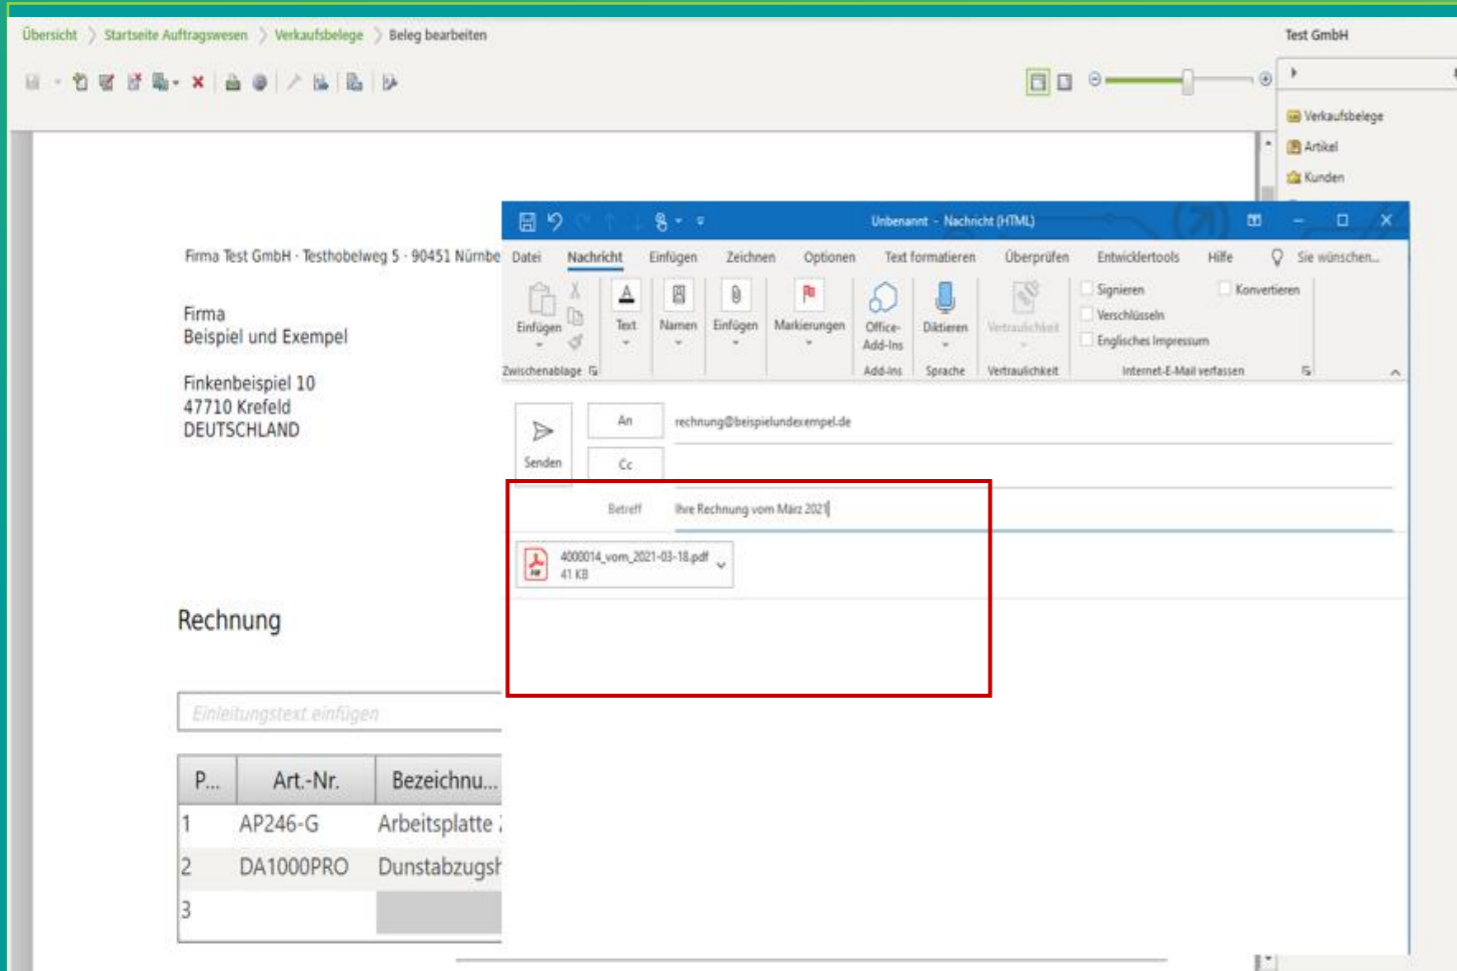 Übersicht > Startseite Auftragswesen > Verkaufsbelege > Beleg bearbeiten
Test GmbH
Verkaufsbelege
Artikel
Kunden
Unbenannt - Nachricht (HTML)
Datei Nachricht Einfügen Zeichnen Optionen Text formatieren Überprüfen Entwicklertools Hilfe Sie wünschen...
Einfügen
Text
Namen
Einfügen
Markierungen
Office-
Add-Ins
Diktieren
Vertraulichkeit
Signieren
Verschlüsseln
Englisches Impressum
Konvertieren
Zwischenablage Add-Ins Sprache Vertraulichkeit Internet-E-Mail verfassen
Senden
An rechnung@beispielundexempel.de
Cc
Betreff Ihre Rechnung vom März 2021
4000014_vom_2021-03-18.pdf
41 KB
Firma Test GmbH · Testhobelweg 5 · 90451 Nürnbe
Firma
Beispiel und Exempel
Finkenbeispiel 10
47710 Krefeld
DEUTSCHLAND
Rechnung
Einleitungstext einfügen
P... Art.-Nr. Bezeichnu...
1 AP246-G Arbeitsplatte
2 DA1000PRO Dunstabzugsh
3